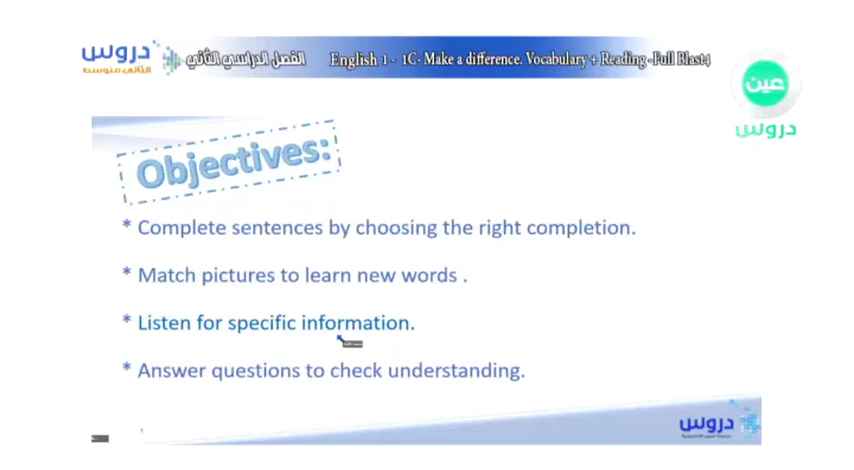 دروس
الثاني متوسط
الفصل الدراسي الثاني
English 1 - 1C- Make a difference. Vocabulary + Reading -Full Blast4
عين
دروس
Objectives:
* Complete sentences by choosing the right completion.
* Match pictures to learn new words .
* Listen for specific information.
* Answer questions to check understanding.
دروس